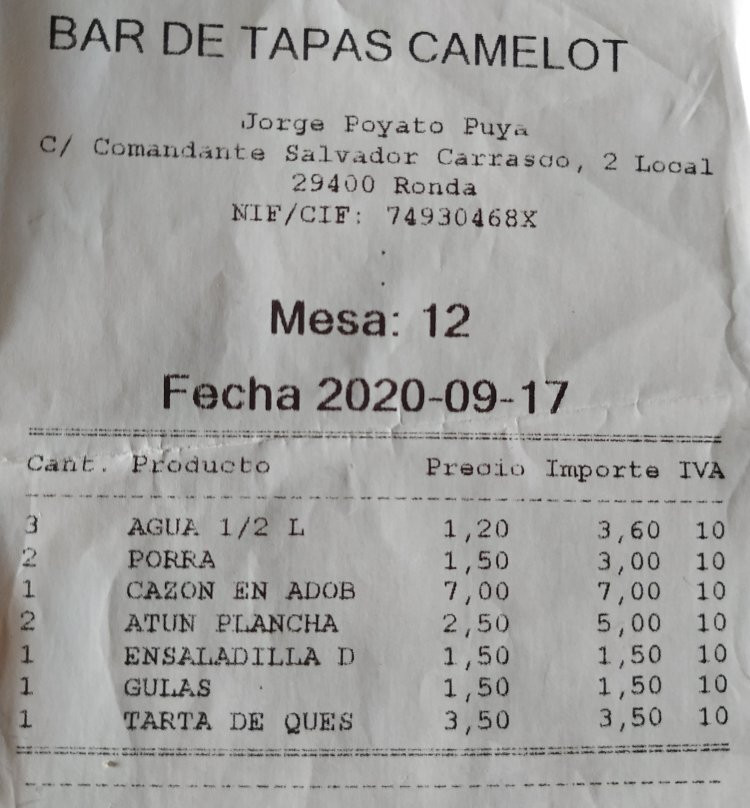 BAR DE TAPAS CAMELOT
Jorge Poyato Puya
C/ Comandante Salvador Carrasco, 2 Local
29400 Ronda
NIF/CIF: 74930468X
.
.
Mesa: 12
Fecha 2020-09-17
Cant. Producto Precio Importe IVA
3 AGUA 1/2 L 1,20 3,60 10
2 PORRA 1,50 3,00 10
1 CAZON EN ADOB 7,00 7,00 10
2 ATUN PLANCHA 2,50 5,00 10
1 ENSALADILLA D 1,50 1,50 10
1 GULAS 1,50 1,50 10
1 TARTA DE QUES 3,50 3,50 10